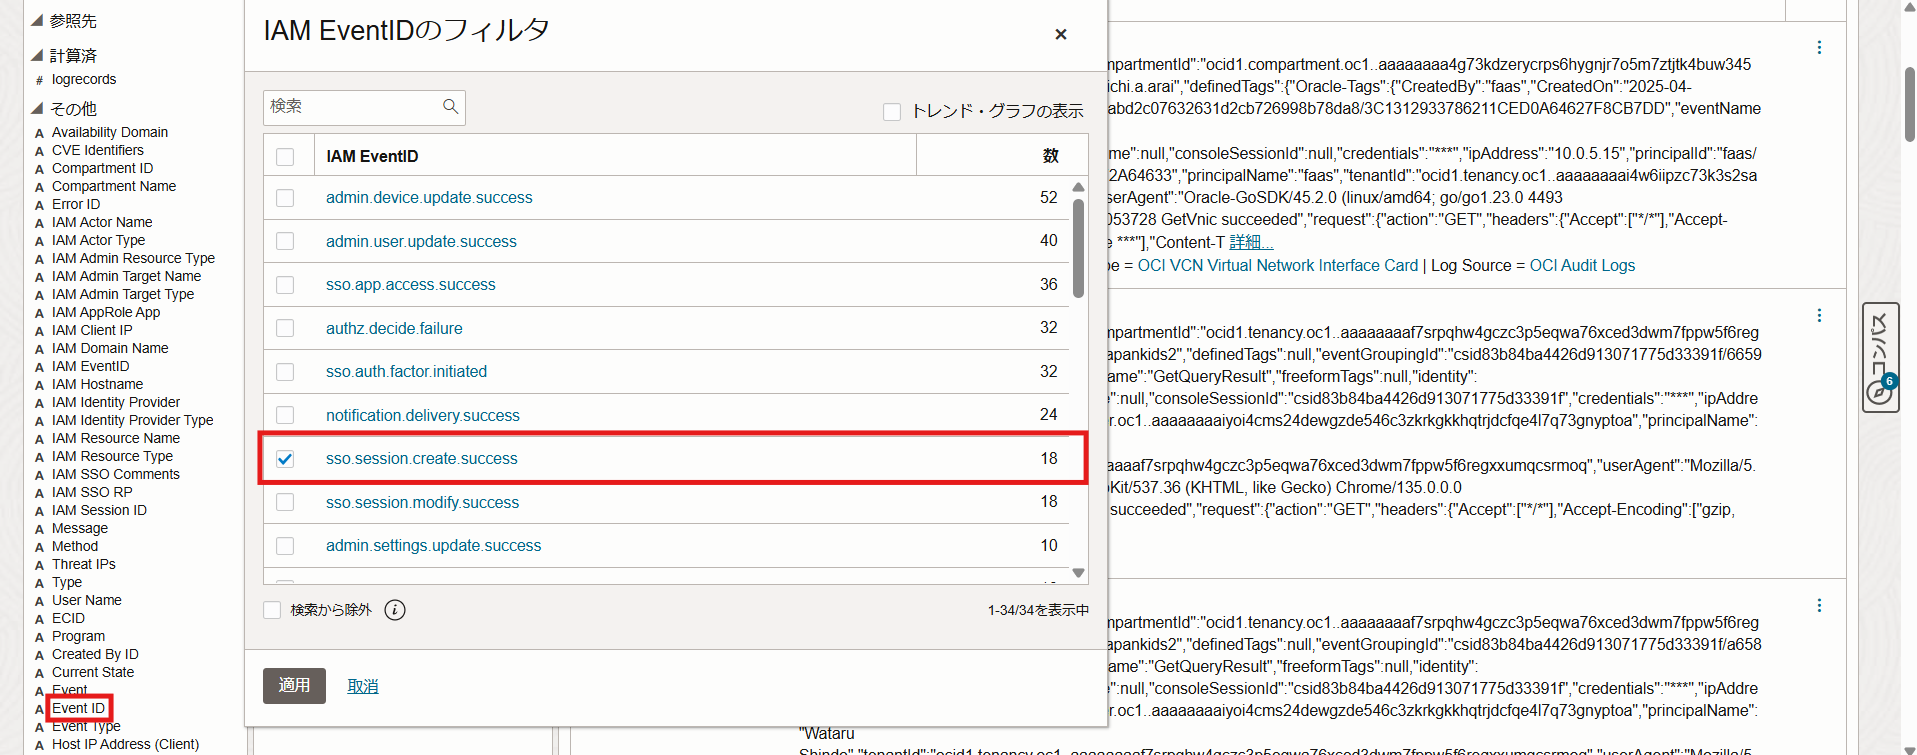 参照先
計算済
# logrecords
その他
A Availability Domain
A CVE Identifiers
A Compartment ID
A Compartment Name
A Error ID
A IAM Actor Name
A IAM Actor Type
A IAM Admin Resource Type
A IAM Admin Target Name
A IAM Admin Target Type
A IAM AppRole App
A IAM Client IP
A IAM Domain Name
A IAM EventID
A IAM Hostname
A IAM Identity Provider
A IAM Identity Provider Type
A IAM Resource Name
A IAM Resource Type
A IAM SSO Comments
A IAM SSO RP
A IAM Session ID
A Message
A Method
A Threat IPs
A Type
A User Name
A ECID
A Program
A Created By ID
A Current State
A Event
A Event ID
A Event Type
A Host IP Address (Client)
IAM EventIDのフィルタ
検索
トレンド・グラフの表示
IAM EventID 数
admin.device.update.success 52
admin.user.update.success 40
sso.app.access.success 36
authz.decide.failure 32
sso.auth.factor.initiated 32
notification.delivery.success 24
sso.session.create.success 18
sso.session.modify.success 18
admin.settings.update.success 10
検索から除外
1-34/34を表示中
適用 取消
mpartmentId":"ocid1.compartment.oc1..aaaaaaaa4g73kdzerycrps6hygnjr7o5m7ztjtk4buw345
ichi.a.arai","definedTags":{"Oracle-Tags":{"CreatedBy":"faas","CreatedOn":"2025-04-
abd2c07632631d2cb726998b78da8/3C1312933786211CED0A64627F8CB7DD","eventName
me":null,"consoleSessionId":null,"credentials":"***","ipAddress":"10.0.5.15","principalId":"faas/
2A64633","principalName":"faas","tenantId":"ocid1.tenancy.oc1..aaaaaaaai4w6iipzc73k3s2sa
serAgent":"Oracle-GoSDK/45.2.0 (linux/amd64; go/go1.23.0 4493
053728 GetVnic succeeded","request":{"action":"GET","headers":{"Accept":["*/*"],"Accept-
e ***"],"Content-T 詳細...
pe = OCI VCN Virtual Network Interface Card | Log Source = OCI Audit Logs
mpartmentId":"ocid1.tenancy.oc1..aaaaaaaaf7srpqhw4gczc3p5eqwa76xced3dwm7fppw5f6reg
apankids2","definedTags":null,"eventGroupingId":"csid83b84ba4426d913071775d33391f/6659
ame":"GetQueryResult","freeformTags":null,"identity":
e":null,"consoleSessionId":"csid83b84ba4426d913071775d33391f","credentials":"***","ipAddre
r.oc1..aaaaaaaaiyoi4cms24dewgzde546c3zkrkgkkhqtrjdcfqe4l7q73gnyptoa","principalName":
aaaaf7srpqhw4gczc3p5eqwa76xced3dwm7fppw5f6regxxumqcsrmoq","userAgent":"Mozilla/5.
Kit/537.36 (KHTML, like Gecko) Chrome/135.0.0.0
succeeded","request":{"action":"GET","headers":{"Accept":["*/*"],"Accept-Encoding":["gzip,
mpartmentId":"ocid1.tenancy.oc1..aaaaaaaaf7srpqhw4gczc3p5eqwa76xced3dwm7fppw5f6reg
apankids2","definedTags":null,"eventGroupingId":"csid83b84ba4426d913071775d33391f/a658
ame":"GetQueryResult","freeformTags":null,"identity":
e":null,"consoleSessionId":"csid83b84ba4426d913071775d33391f","credentials":"***","ipAddre
r.oc1..aaaaaaaaiyoi4cms24dewgzde546c3zkrkgkkhqtrjdcfqe4l7q73gnyptoa","principalName":
"Wataru
コンパス
6